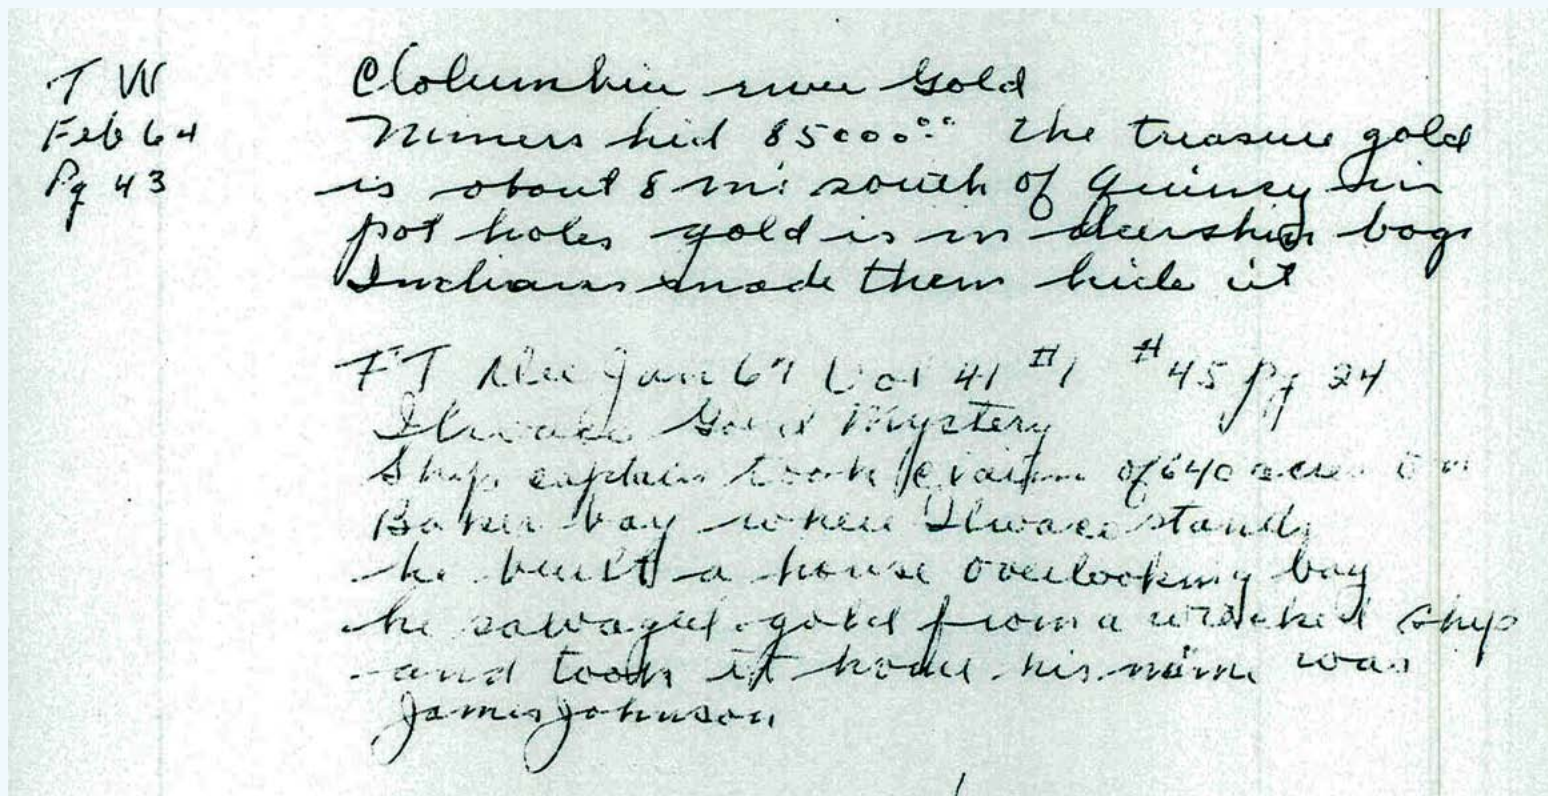 T W
Feb 64
Pg 43
Columbia river Gold
Miners hid 85000.00 the treasure gold
is about 8 mi south of Quincy in
pot holes gold is in deerskin bags
Indians made them hide it
FT Dec Jan 67 Vol 41 #1 #45 pg 24
Ilwaco Gold Mystery
Ship captain took claim of 640 acres on
Baker bay where Ilwaco stands
he built a house overlooking bay
he salvaged gold from a wrecked ship
and took it home his name was
James Johnson